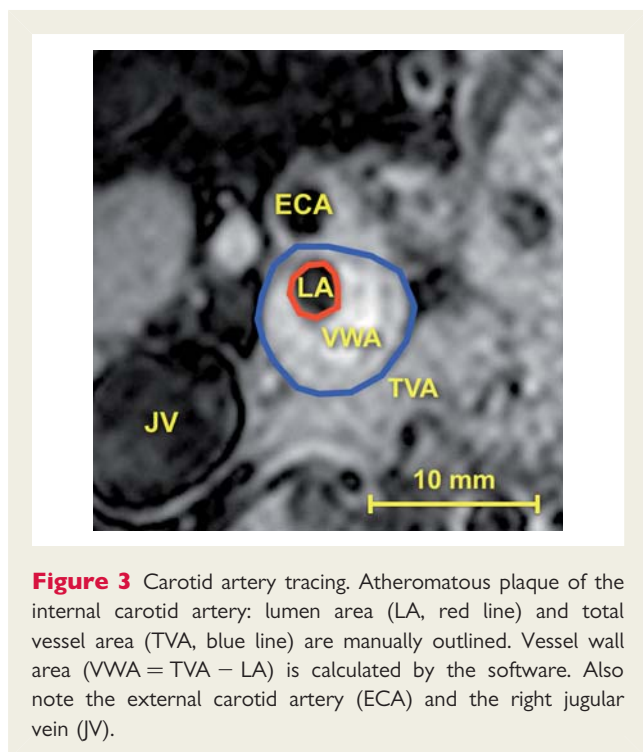 ECA
LA
VWA
TVA
JV
10 mm
Figure 3 Carotid artery tracing. Atheromatous plaque of the
internal carotid artery: lumen area (LA, red line) and total
vessel area (TVA, blue line) are manually outlined. Vessel wall
area (VWA = TVA − LA) is calculated by the software. Also
note the external carotid artery (ECA) and the right jugular
vein (JV).